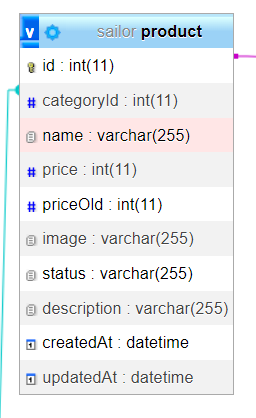 v sailor product
id : int(11)
categoryId : int(11)
name : varchar(255)
price : int(11)
priceOld : int(11)
image : varchar(255)
status : varchar(255)
description : varchar(255)
createdAt : datetime
updatedAt : datetime